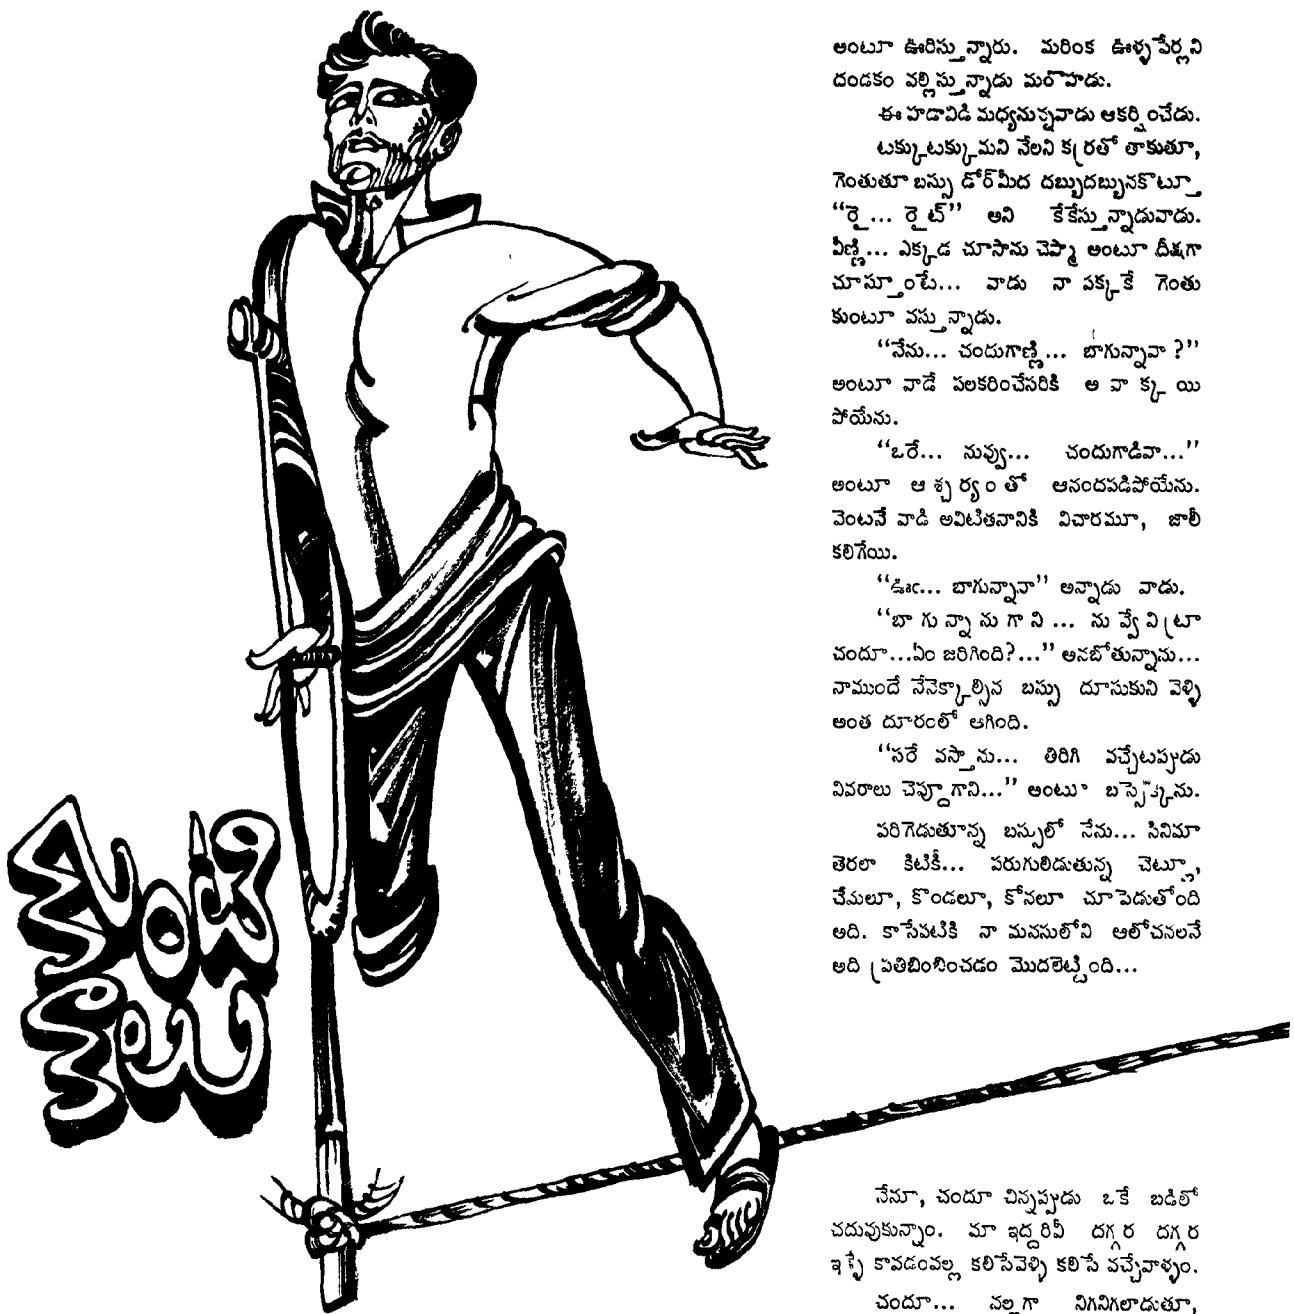 అంటూ ఊరిస్తున్నారు. మరింక ఊళ్ళపేర్లని
దండకం వల్లిస్తున్నాడు మరొహడు.
ఈ హడావిడి మధ్యనున్నవాడు ఆకర్షించేడు.
టక్కుటక్కుమని నేలని కర్రతో తాకుతూ,
గెంతుతూ బస్సు డోర్‌మీద దబ్బుదబ్బునకొట్తూ
“రై... రైట్” అని కేకేస్తున్నాడువాడు.
వీణ్ణి... ఎక్కడ చూసాను చెప్మా అంటూ దీక్షగా
చూస్తూంటే... వాడు నా పక్కకే గెంతు
కుంటూ వస్తున్నాడు.
“నేను... చందుగాణ్ణి... బాగున్నావా?”
అంటూ వాడే పలకరించేసరికి అవాక్కయి
పోయేను.
“ఒరే... నువ్వు... చందుగాడివా...”
అంటూ ఆశ్చర్యంతో ఆనందపడిపోయేను.
వెంటనే వాడి అవిటితనానికి విచారమూ, జాలీ
కలిగేయి.
“ఊఁ... బాగున్నానా” అన్నాడు వాడు.
“బాగున్నానుగాని... నువ్వేవిట్రా
చందూ...ఏం జరిగింది?...” అనబోతున్నాను...
నాముందే నేనెక్కాల్సిన బస్సు దూసుకుని వెళ్ళి
అంత దూరంలో ఆగింది.
“సరే వస్తాను... తిరిగి వచ్చేటప్పుడు
వివరాలు చెప్దూగాని...” అంటూ బస్సెక్కేను.
పరిగెడుతూన్న బస్సులో నేను... సినిమా
తెరలా కిటికీ... పరుగులిడుతున్న చెట్లూ,
చేమలూ, కొండలూ, కోనలూ చూపెడుతోంది
అది. కాసేపటికి నా మనసులోని ఆలోచనలనే
అది ప్రతిబింబించడం మొదలెట్టింది...
నేనూ, చందూ చిన్నప్పుడు ఒకే బడిలో
చదువుకున్నాం. మా ఇద్దరివీ దగ్గర దగ్గర
ఇళ్ళే కావడంవల్ల కలిసేవెళ్ళి కలిసే వచ్చేవాళ్ళం.
చందూ... నల్లగా నిగనిగలాడుతూ,